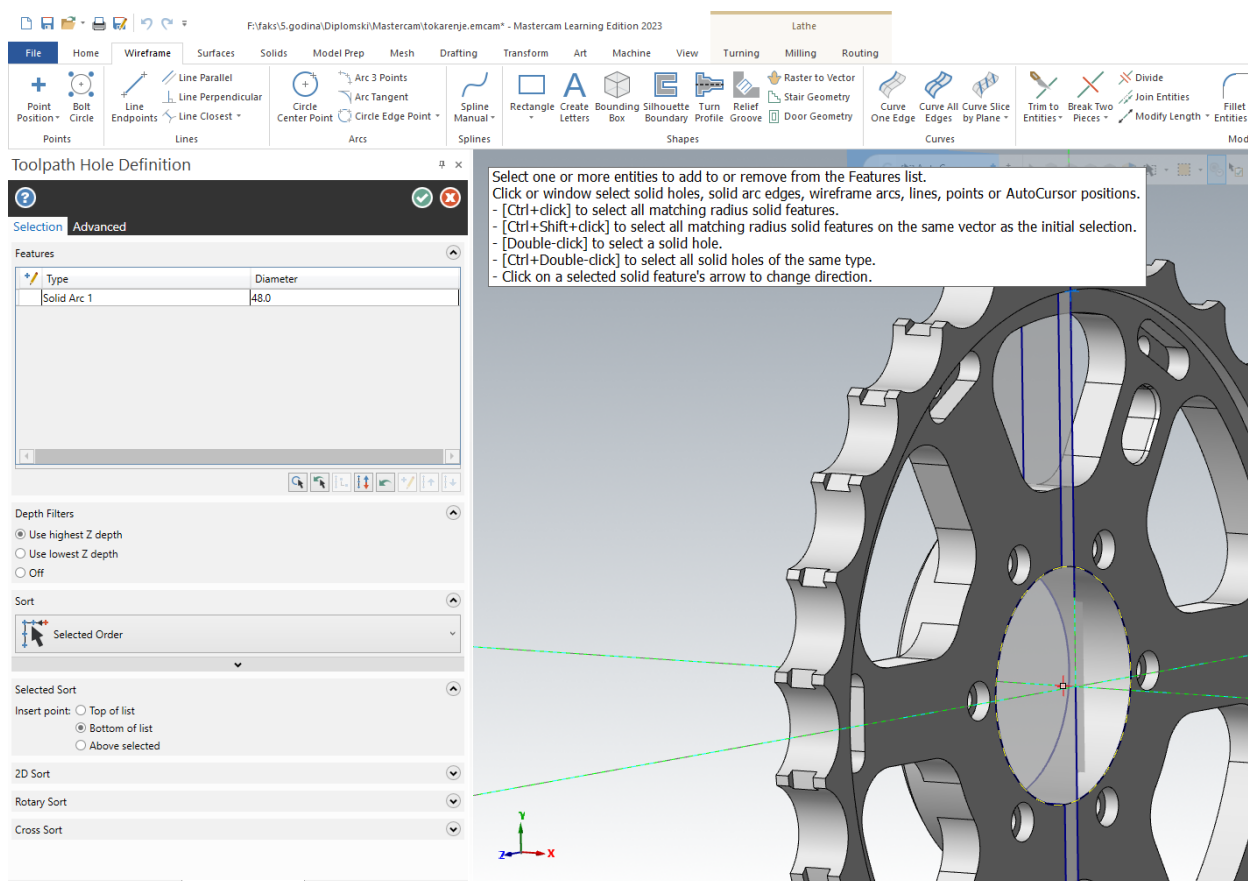 F:\faks\5.godina\Diplomski\Mastercam\tokarenje.emcam* - Mastercam Learning Edition 2023
Lathe
File Home Wireframe Surfaces Solids Model Prep Mesh Drafting Transform Art Machine View Turning Milling Routing
Point Position
Bolt Circle
Points
Line Endpoints
Line Parallel
Line Perpendicular
Line Closest
Lines
Circle Center Point
Arc 3 Points
Arc Tangent
Circle Edge Point
Arcs
Spline Manual
Splines
Rectangle
Create Letters
Bounding Box
Silhouette Boundary
Turn Profile
Relief Groove
Raster to Vector
Stair Geometry
Door Geometry
Shapes
Curve One Edge
Curve All Edges
Curve Slice by Plane
Curves
Trim to Entities
Break Two Pieces
Divide
Join Entities
Modify Length
Fillet Entities
Mod
Toolpath Hole Definition
Selection Advanced
Features
Type Diameter
Solid Arc 1 48.0
Depth Filters
Use highest Z depth
Use lowest Z depth
Off
Sort
Selected Order
Selected Sort
Insert point: Top of list
Bottom of list
Above selected
2D Sort
Rotary Sort
Cross Sort
Select one or more entities to add to or remove from the Features list.
Click or window select solid holes, solid arc edges, wireframe arcs, lines, points or AutoCursor positions.
- [Ctrl+click] to select all matching radius solid features.
- [Ctrl+Shift+click] to select all matching radius solid features on the same vector as the initial selection.
- [Double-click] to select a solid hole.
- [Ctrl+Double-click] to select all solid holes of the same type.
- Click on a selected solid feature's arrow to change direction.
Y
Z
X